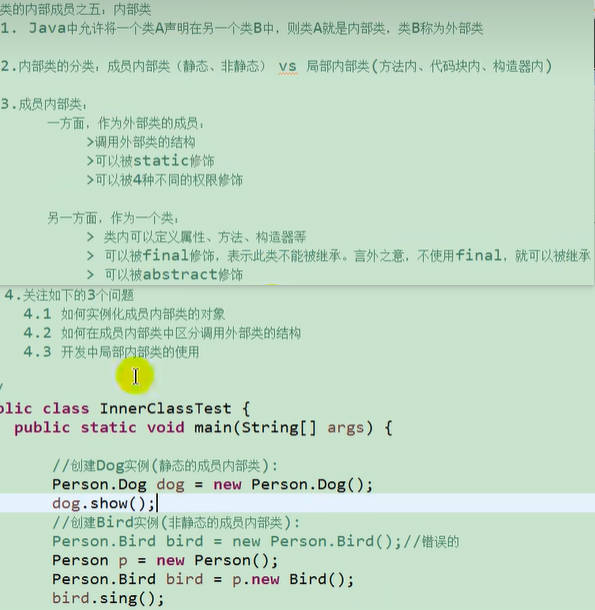 类的内部成员之五：内部类
1. Java中允许将一个类A声明在另一个类B中，则类A就是内部类，类B称为外部类
2.内部类的分类：成员内部类（静态、非静态） vs 局部内部类(方法内、代码块内、构造器内)
3.成员内部类：
一方面，作为外部类的成员：
>调用外部类的结构
>可以被static修饰
>可以被4种不同的权限修饰
另一方面，作为一个类：
> 类内可以定义属性、方法、构造器等
> 可以被final修饰，表示此类不能被继承。言外之意，不使用final，就可以被继承
> 可以被abstract修饰
4.关注如下的3个问题
4.1 如何实例化成员内部类的对象
4.2 如何在成员内部类中区分调用外部类的结构
4.3 开发中局部内部类的使用
/
blic class InnerClassTest {
public static void main(String[] args) {
//创建Dog实例(静态的成员内部类):
Person.Dog dog = new Person.Dog();
dog.show();
//创建Bird实例(非静态的成员内部类):
Person.Bird bird = new Person.Bird();//错误的
Person p = new Person();
Person.Bird bird = p.new Bird();
bird.sing();